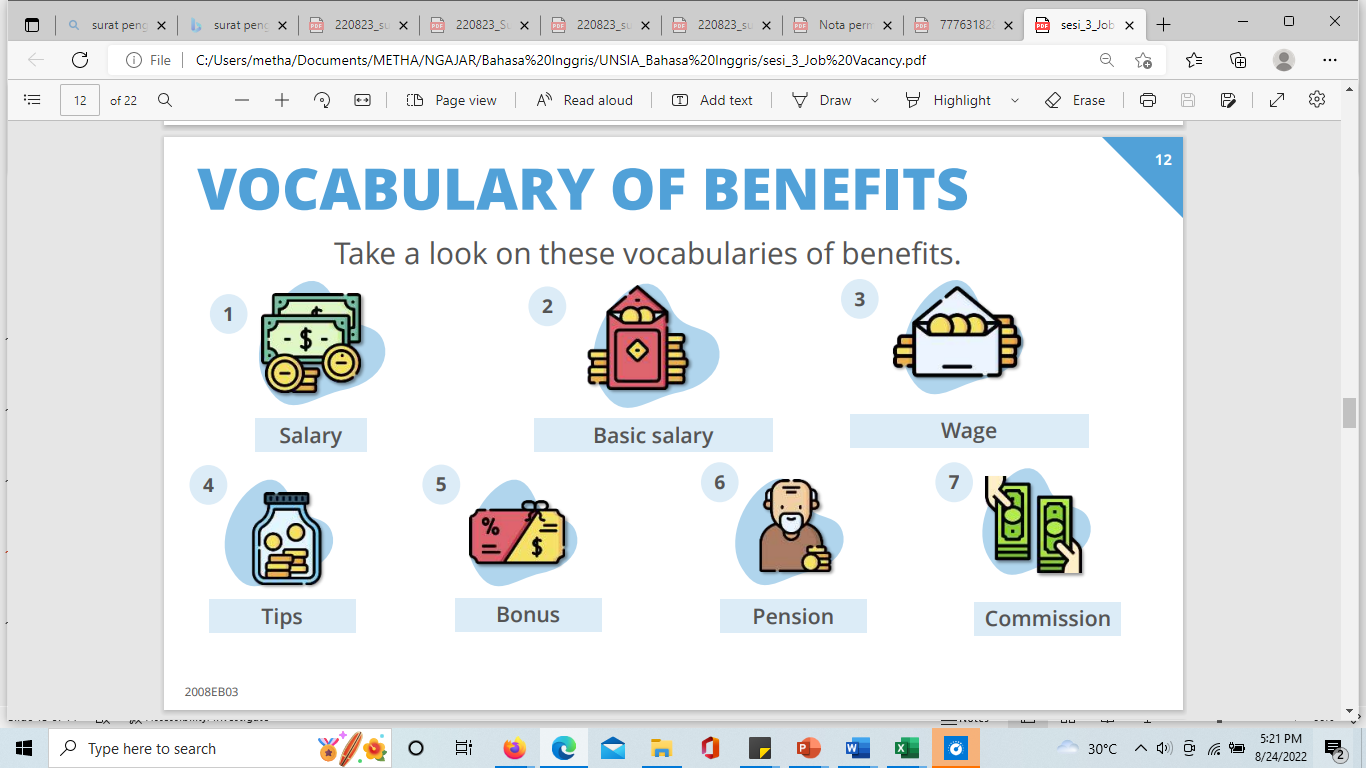 surat peng
surat peng
220823_su
220823_Su
220823_su
220823_su
Nota perm
77763182
sesi_3_Job
File
C:/Users/metha/Documents/METHA/NGAJAR/Bahasa%20Inggris/UNSIA_Bahasa%20Inggris/sesi_3_Job%20Vacancy.pdf
12 of 22
Page view
Read aloud
Add text
Draw
Highlight
Erase
12
VOCABULARY OF BENEFITS
Take a look on these vocabularies of benefits.
1
2
3
Salary
Basic salary
Wage
4
5
6
7
Tips
Bonus
Pension
Commission
2008EB03
Type here to search
30°C
5:21 PM
8/24/2022
2